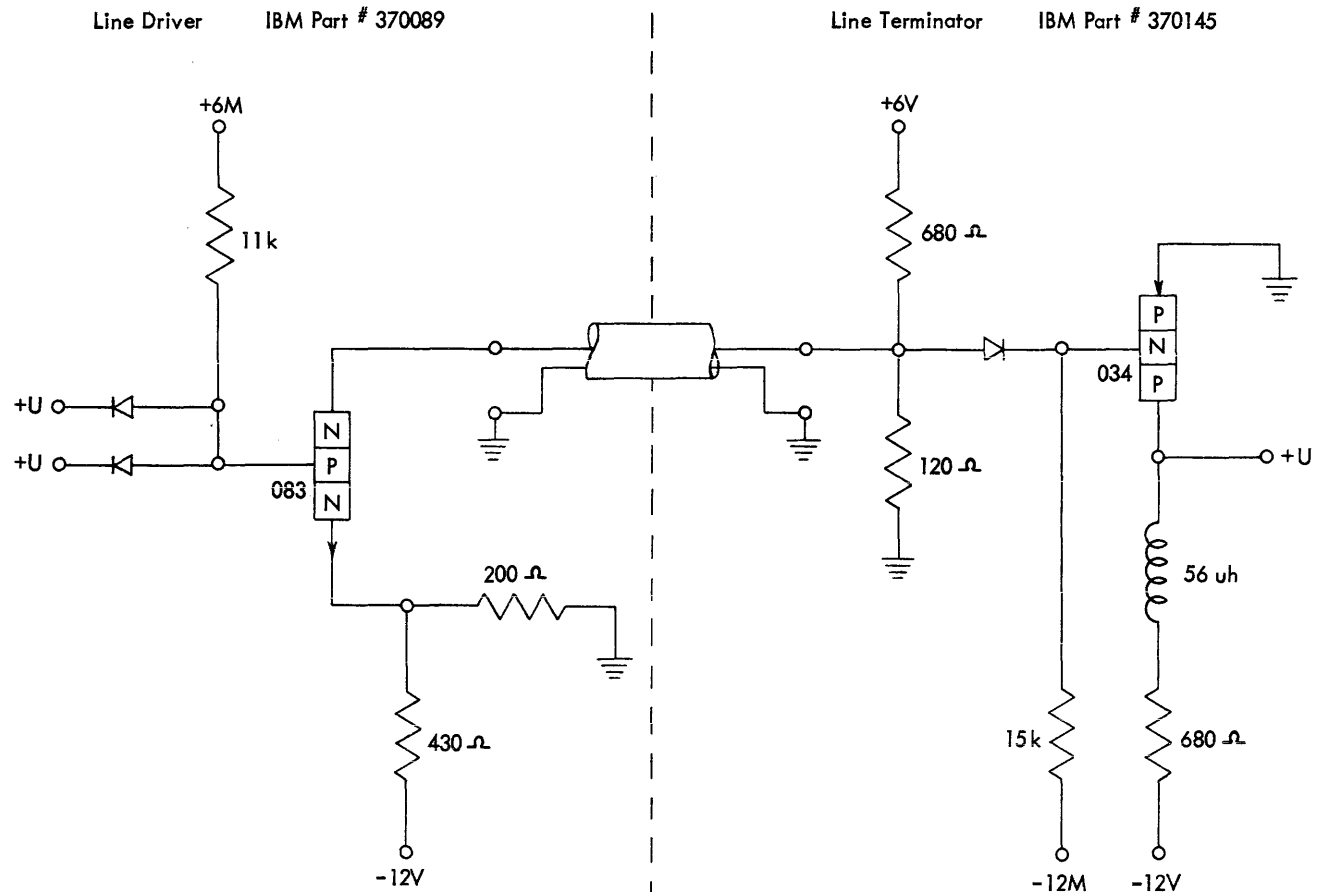 Line Driver IBM Part # 370089
Line Terminator IBM Part # 370145
+6M
+6V
11k
680 Ω
P
N
P
034
+U
+U
N
P
N
083
120 Ω
+U
200 Ω
56 uh
430 Ω
15k
680 Ω
-12V
-12M
-12V